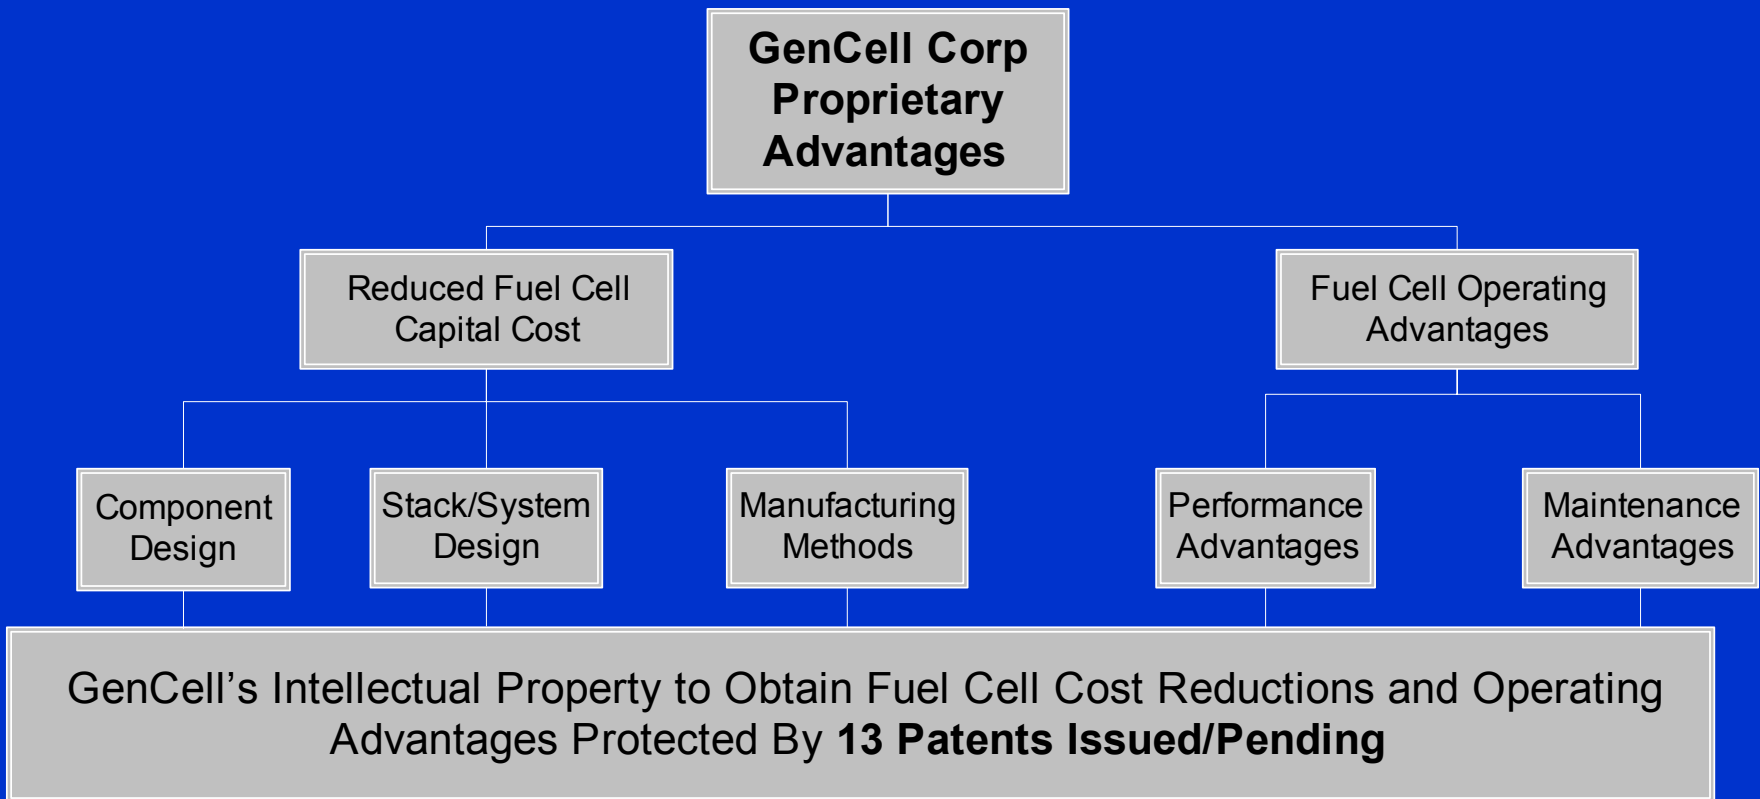 GenCell Corp
Proprietary
Advantages
Reduced Fuel Cell
Capital Cost
Fuel Cell Operating
Advantages
Component
Design
Stack/System
Design
Manufacturing
Methods
Performance
Advantages
Maintenance
Advantages
GenCell’s Intellectual Property to Obtain Fuel Cell Cost Reductions and Operating
Advantages Protected By 13 Patents Issued/Pending